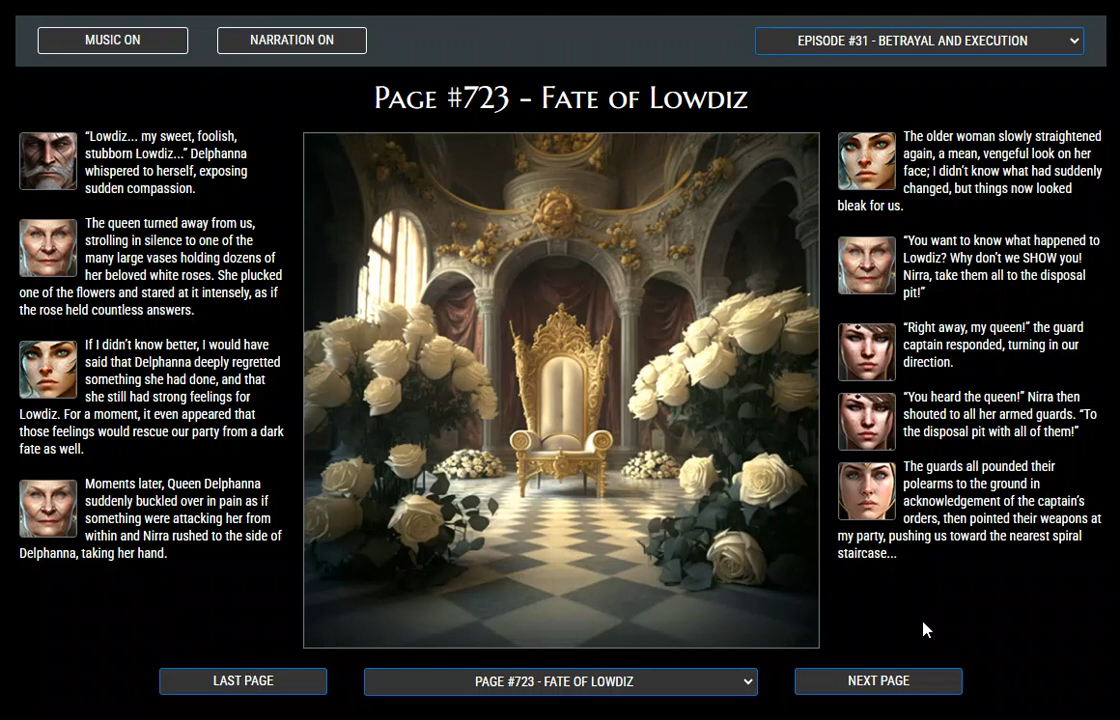 MUSIC ON
NARRATION ON
EPISODE #31 - BETRAYAL AND EXECUTION
Page #723 - Fate of Lowdiz
“Lowdiz... my sweet, foolish,
stubborn Lowdiz...” Delphanna
whispered to herself, exposing
sudden compassion.
The queen turned away from us,
strolling in silence to one of the
many large vases holding dozens of
her beloved white roses. She plucked
one of the flowers and stared at it intensely, as if
the rose held countless answers.
If I didn’t know better, I would have
said that Delphanna deeply regretted
something she had done, and that
she still had strong feelings for
Lowdiz. For a moment, it even appeared that
those feelings would rescue our party from a dark
fate as well.
Moments later, Queen Delphanna
suddenly buckled over in pain as if
something were attacking her from
within and Nirra rushed to the side of
Delphanna, taking her hand.
The older woman slowly straightened
again, a mean, vengeful look on her
face; I didn’t know what had suddenly
changed, but things now looked
bleak for us.
“You want to know what happened to
Lowdiz? Why don’t we SHOW you!
Nirra, take them all to the disposal
pit!”
“Right away, my queen!” the guard
captain responded, turning in our
direction.
“You heard the queen!” Nirra then
shouted to all her armed guards. “To
the disposal pit with all of them!”
The guards all pounded their
polearms to the ground in
acknowledgement of the captain’s
orders, then pointed their weapons at
my party, pushing us toward the nearest spiral
staircase...
LAST PAGE
PAGE #723 - FATE OF LOWDIZ
NEXT PAGE